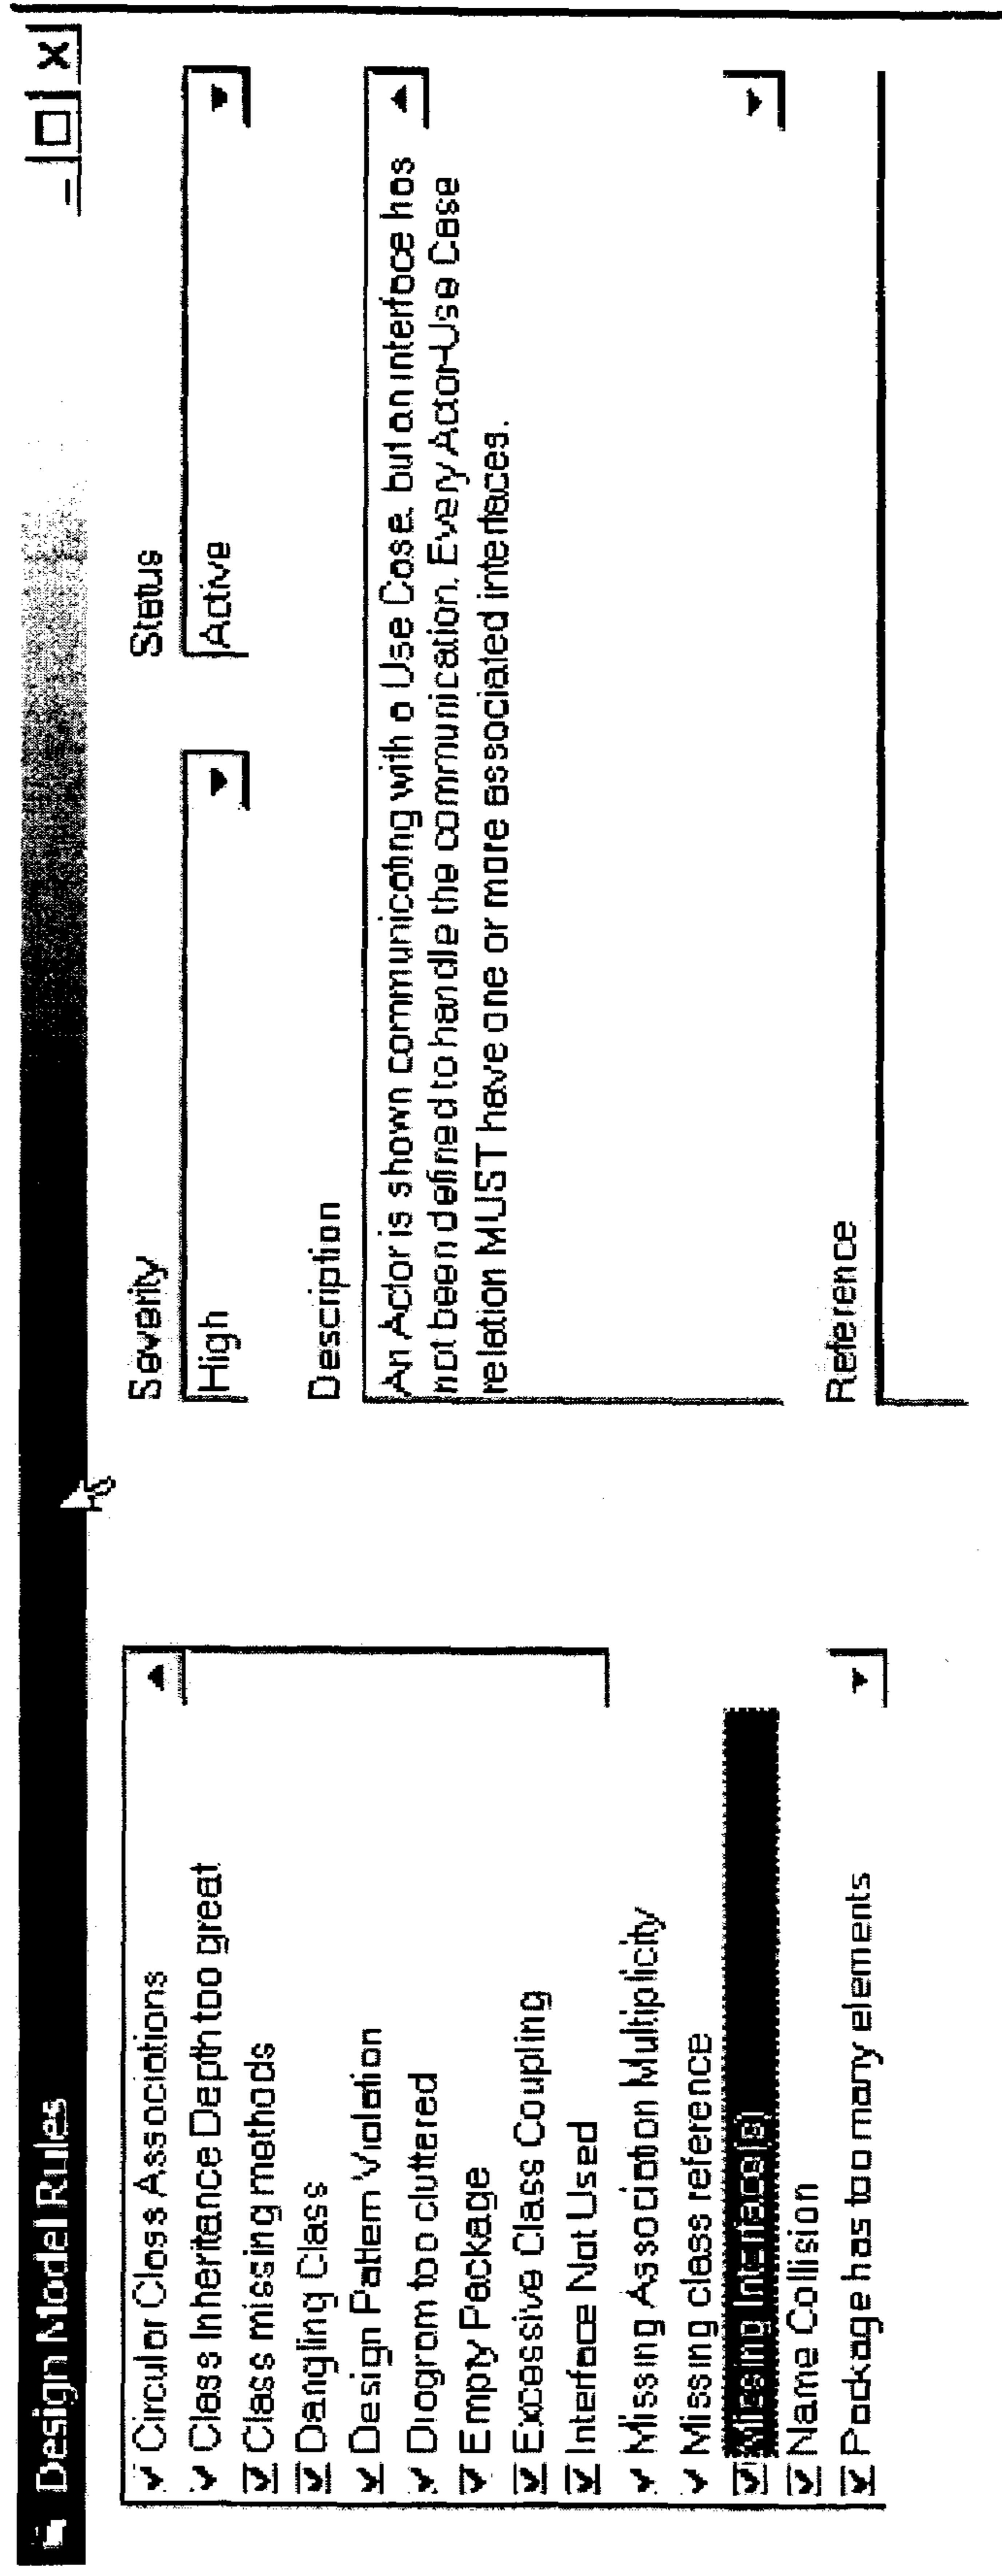 Design Model Rules
Circular Class Associations
Class Inheritance Depth too great
Class missing methods
Dangling Class
Design Pattern Violation
Diagram too cluttered
Empty Package
Excessive Class Coupling
Interface Not Used
Missing Association Multiplicity
Missing class reference
Missing Interface(s)
Name Collision
Package has too many elements
Severity
High
Status
Active
Description
An Actor is shown communicating with a Use Case, but an interface has
not been defined to handle the communication. Every Actor-Use Case
relation MUST have one or more associated interfaces.
Reference